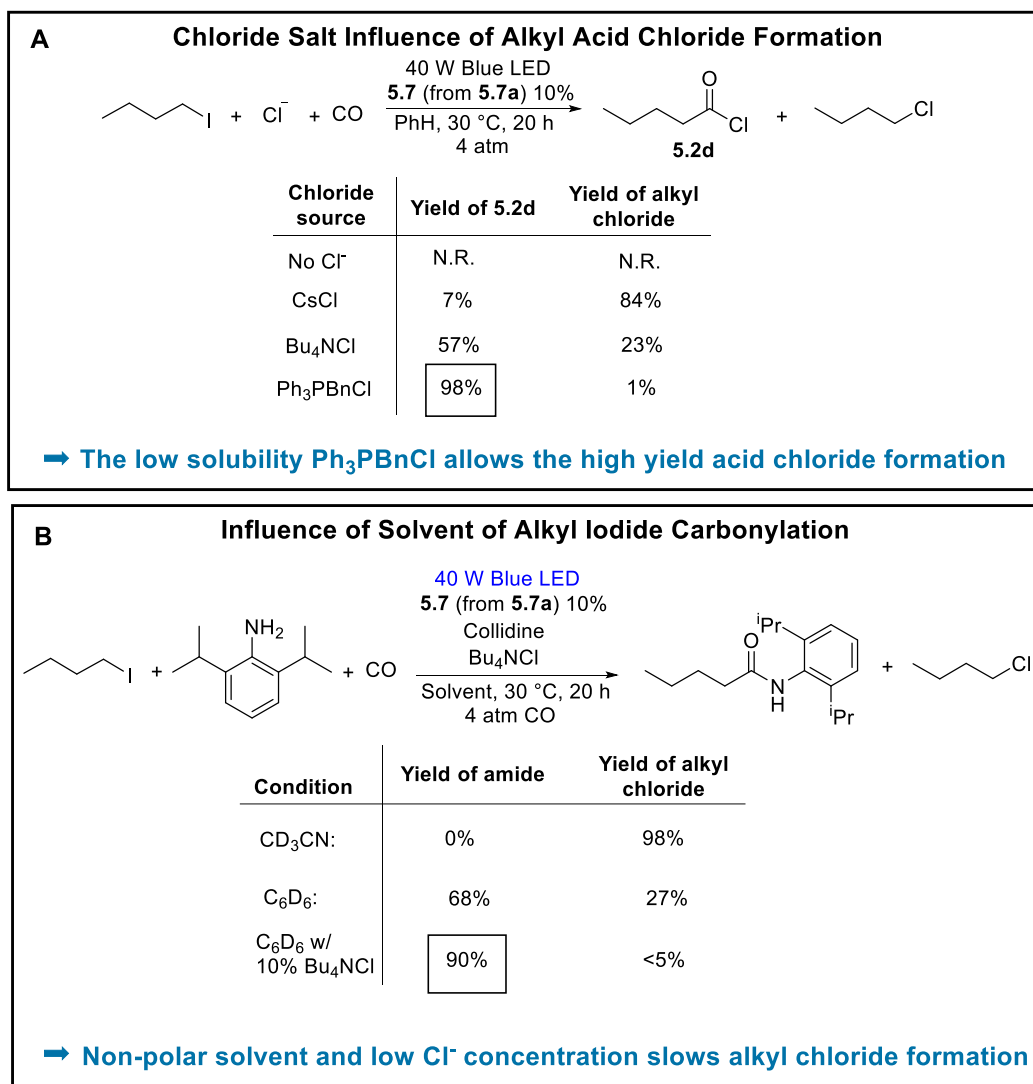 A
Chloride Salt Influence of Alkyl Acid Chloride Formation
40 W Blue LED
5.7 (from 5.7a) 10%
I + Cl⁻ + CO
PhH, 30 °C, 20 h
4 atm
O
Cl
5.2d
+
Cl
Chloride source | Yield of 5.2d | Yield of alkyl chloride
No Cl⁻ N.R. N.R.
CsCl 7% 84%
Bu₄NCl 57% 23%
Ph₃PBnCl 98% 1%
➡ The low solubility Ph₃PBnCl allows the high yield acid chloride formation
B
Influence of Solvent of Alkyl Iodide Carbonylation
40 W Blue LED
5.7 (from 5.7a) 10%
Collidine
Bu₄NCl
I + NH₂ + CO
Solvent, 30 °C, 20 h
4 atm CO
O
N
H
ⁱPr
ⁱPr
+
Cl
Condition Yield of amide Yield of alkyl chloride
CD₃CN: 0% 98%
C₆D₆: 68% 27%
C₆D₆ w/
10% Bu₄NCl 90% <5%
➡ Non-polar solvent and low Cl⁻ concentration slows alkyl chloride formation